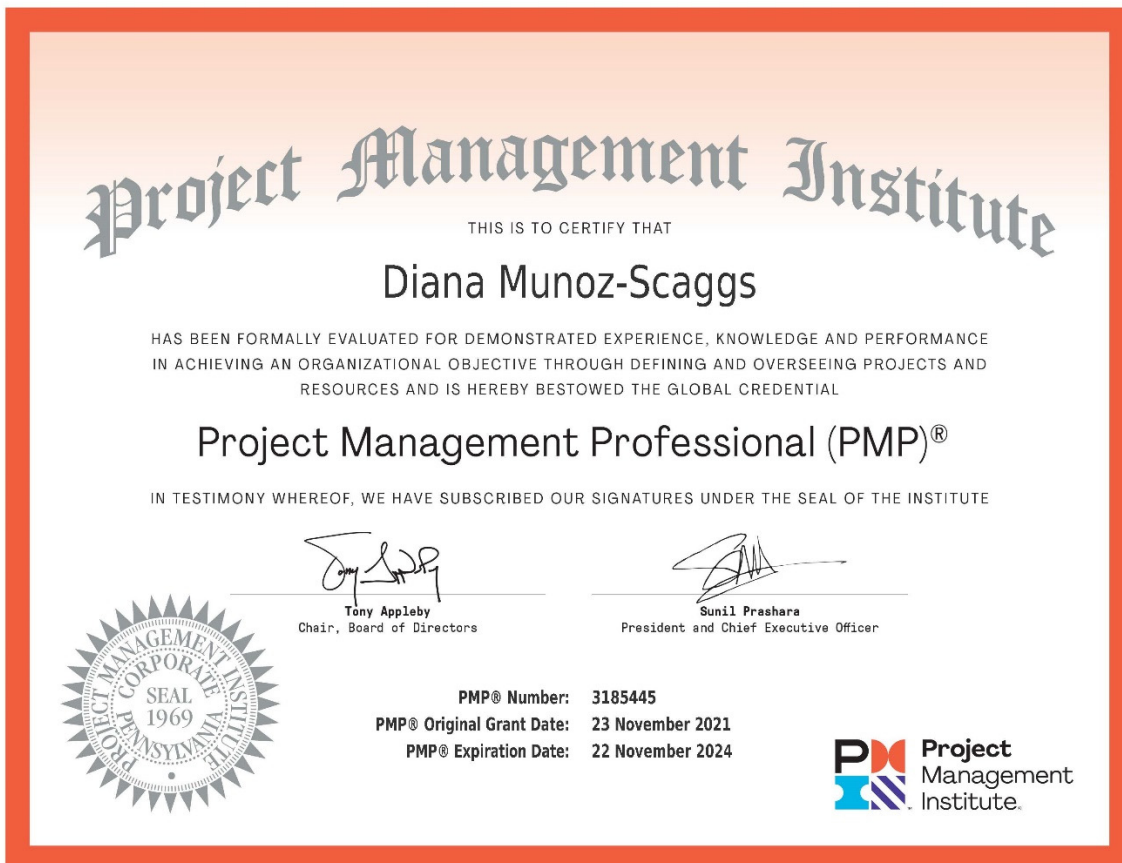 Project Management Institute
THIS IS TO CERTIFY THAT
Diana Munoz-Scaggs
HAS BEEN FORMALLY EVALUATED FOR DEMONSTRATED EXPERIENCE, KNOWLEDGE AND PERFORMANCE
IN ACHIEVING AN ORGANIZATIONAL OBJECTIVE THROUGH DEFINING AND OVERSEEING PROJECTS AND
RESOURCES AND IS HEREBY BESTOWED THE GLOBAL CREDENTIAL
Project Management Professional (PMP)®
IN TESTIMONY WHEREOF, WE HAVE SUBSCRIBED OUR SIGNATURES UNDER THE SEAL OF THE INSTITUTE
Tony Appleby
Chair, Board of Directors
Sunil Prashara
President and Chief Executive Officer
PROJECT MANAGEMENT INSTITUTE
CORPORATE
SEAL
1969
PENNSYLVANIA
PMP® Number: 3185445
PMP® Original Grant Date: 23 November 2021
PMP® Expiration Date: 22 November 2024
Project
Management
Institute.